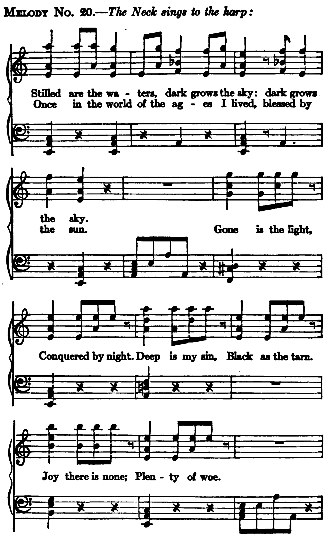 MELODY No. 20.—The Neck sings to the harp:
Stilled are the wa - ters, dark grows the sky: dark grows
Once in the world of the ag - es I lived, blessed by
the sky.
the sun. Gone is the light,
Conquered by night. Deep is my sin, Black as the tarn.
Joy there is none; Plen - ty of woe.